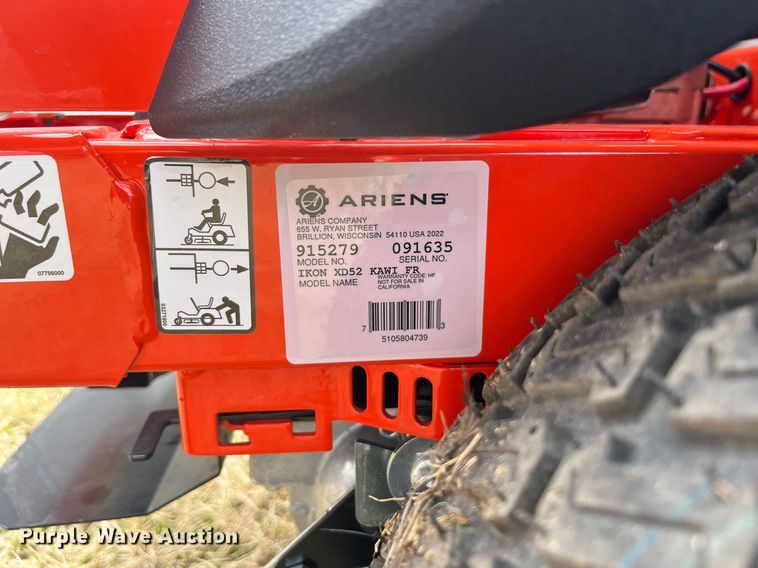 ARIENS
ARIENS COMPANY
655 W. RYAN STREET
BRILLION, WISCONSIN 54110 USA 2022
915279 091635
MODEL NO. SERIAL NO.
IKON XD52 KAWI FR
MODEL NAME
WARRANTY CODE: HF
NOT FOR SALE IN
CALIFORNIA
7 3
5105804739
07756000
03271900
Purple Wave Auction